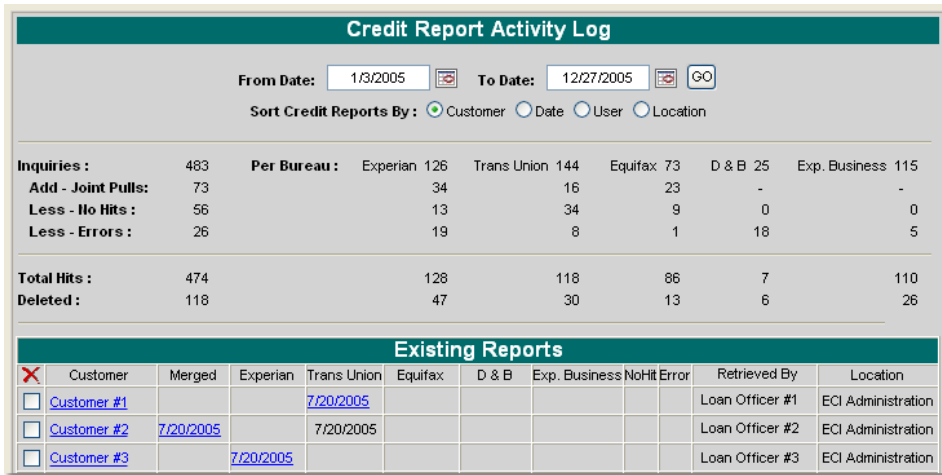 Credit Report Activity Log
From Date: 1/3/2005 To Date: 12/27/2005 GO
Sort Credit Reports By : Customer Date User Location
Inquiries : 483 Per Bureau : Experian 126 Trans Union 144 Equifax 73 D & B 25 Exp. Business 115
Add - Joint Pulls: 73 34 16 23 - -
Less - No Hits : 56 13 34 9 0 0
Less - Errors : 26 19 8 1 18 5
Total Hits : 474 128 118 86 7 110
Deleted : 118 47 30 13 6 26
Existing Reports
Customer Merged Experian Trans Union Equifax D & B Exp. Business NoHit Error Retrieved By Location
Customer #1 7/20/2005 Loan Officer #1 ECI Administration
Customer #2 7/20/2005 7/20/2005 Loan Officer #2 ECI Administration
Customer #3 7/20/2005 Loan Officer #3 ECI Administration